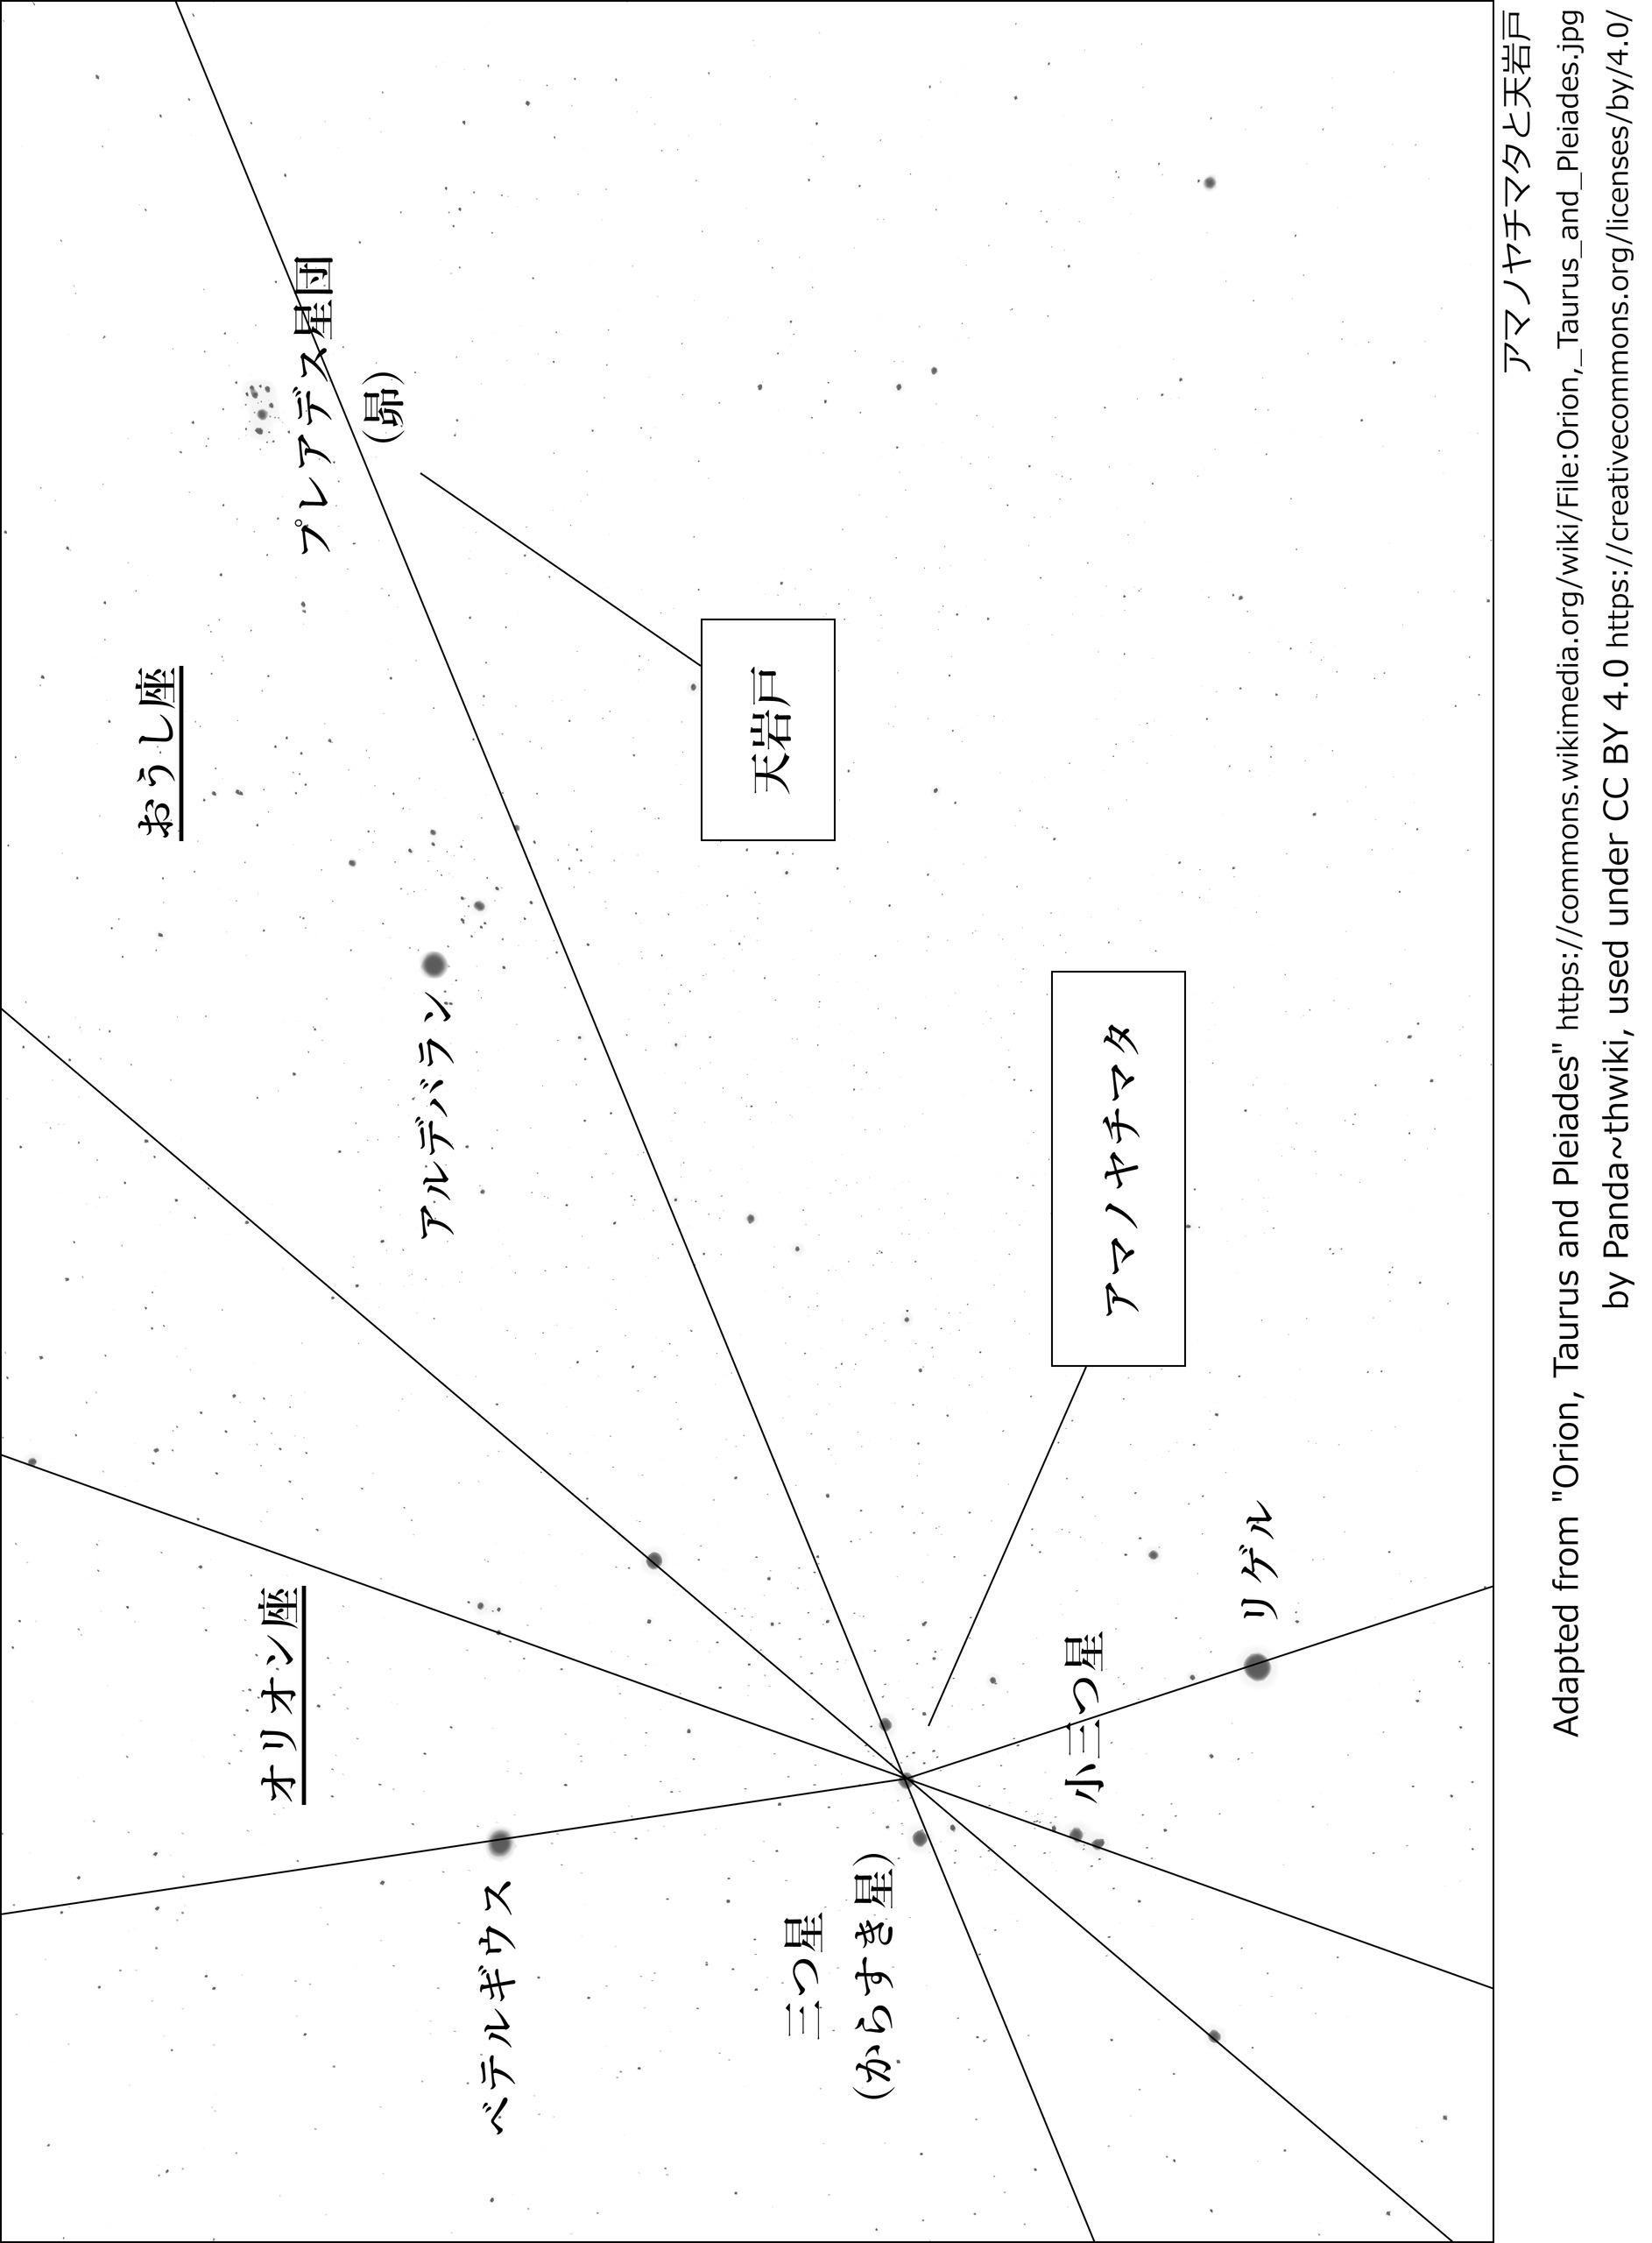 プレアデス星団
(昴)
おうし座
天岩戸
アルデバラン
アマノヤチマタ
オリオン座
リゲル
小三つ星
ベテルギウス
三つ星
(からすき星)
アマノヤチマタと天岩戸
Adapted from "Orion, Taurus and Pleiades" https://commons.wikimedia.org/wiki/File:Orion,_Taurus_and_Pleiades.jpg
by Panda~thwiki, used under CC BY 4.0 https://creativecommons.org/licenses/by/4.0/